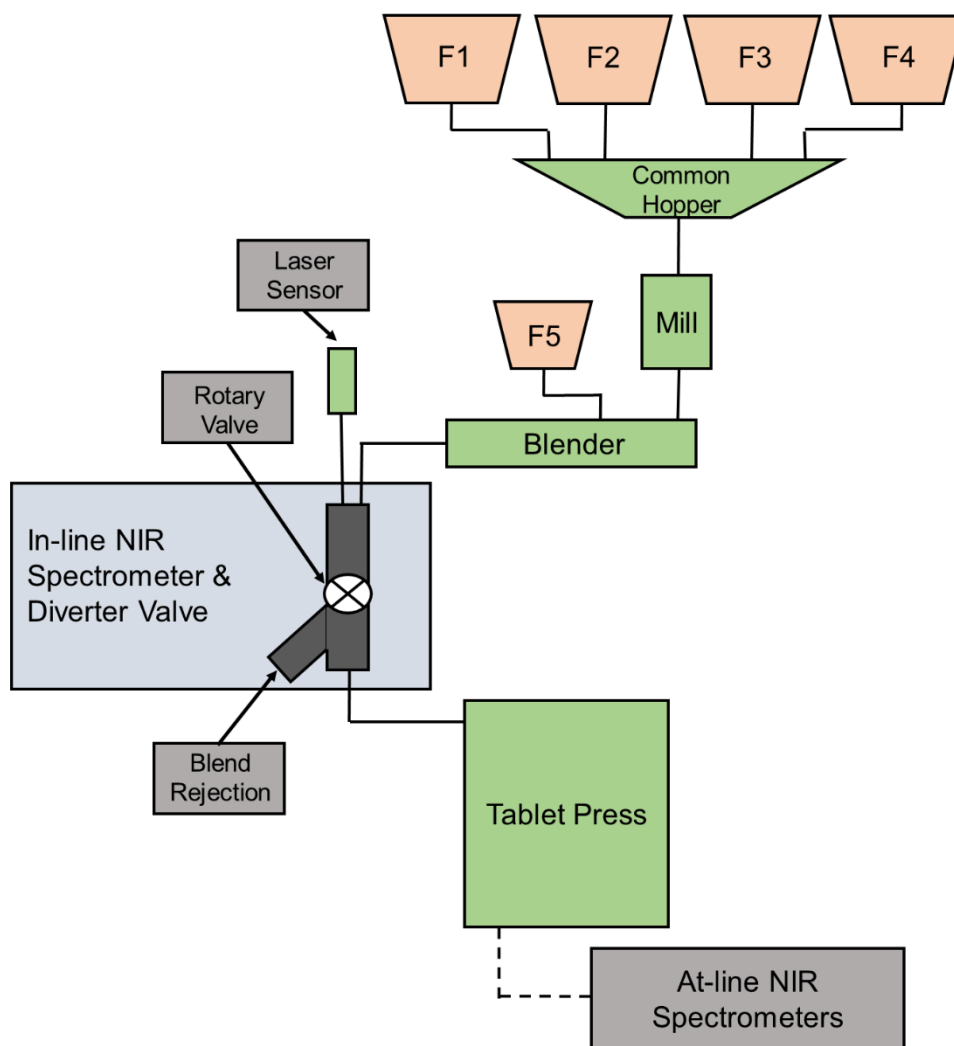 F1
F2
F3
F4
Common
Hopper
Laser
Sensor
Mill
F5
Rotary
Valve
Blender
In-line NIR
Spectrometer &
Diverter Valve
Blend
Rejection
Tablet Press
At-line NIR
Spectrometers